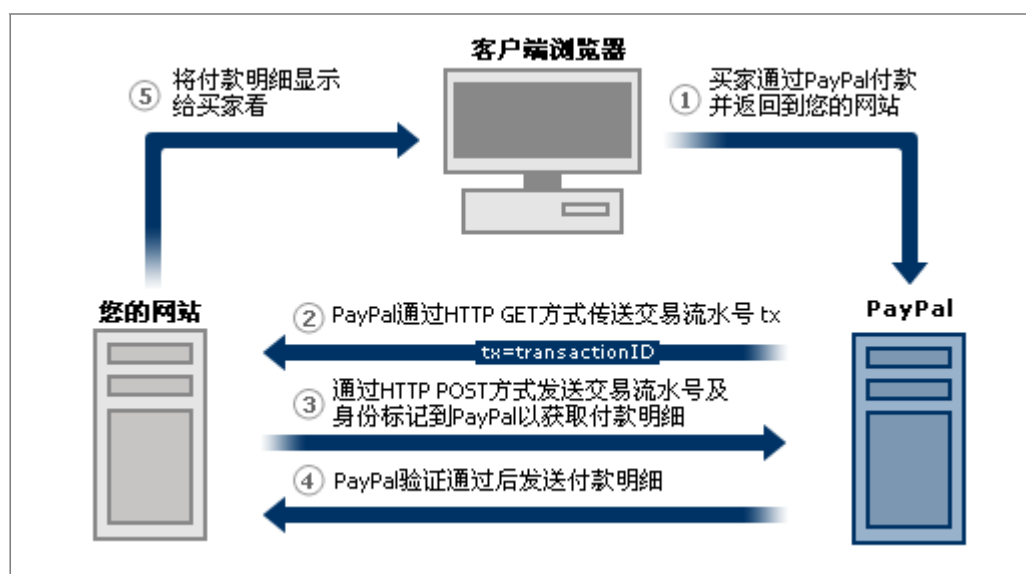 客户端浏览器
⑤ 将付款明细显示
给买家看
① 买家通过PayPal付款
并返回到您的网站
您的网站
PayPal
② PayPal通过HTTP GET方式传送交易流水号 tx
tx=transactionID
③ 通过HTTP POST方式发送交易流水号及
身份标记到PayPal以获取付款明细
④ PayPal验证通过后发送付款明细